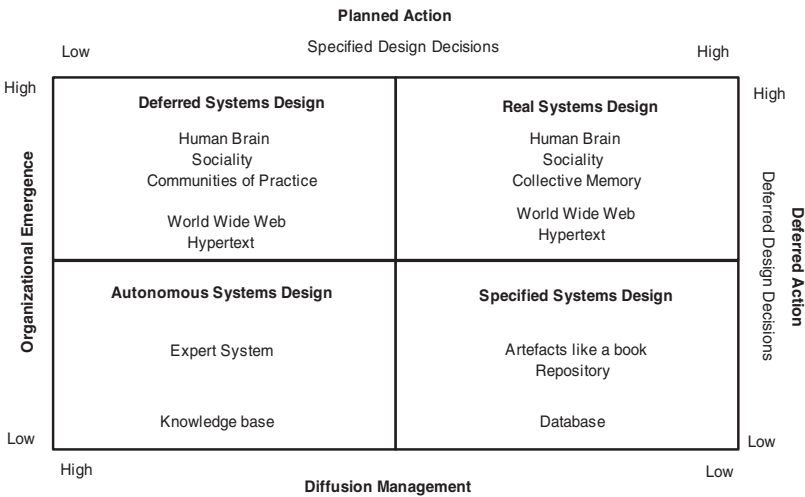 Planned Action
Low
Specified Design Decisions
High
High
High
Deferred Systems Design
Human Brain
Sociality
Communities of Practice
World Wide Web
Hypertext
Real Systems Design
Human Brain
Sociality
Collective Memory
World Wide Web
Hypertext
Organizational Emergence
Deferred Design Decisions
Deferred Action
Autonomous Systems Design
Expert System
Knowledge base
Specified Systems Design
Artefacts like a book
Repository
Database
Low
Low
High
Low
Diffusion Management